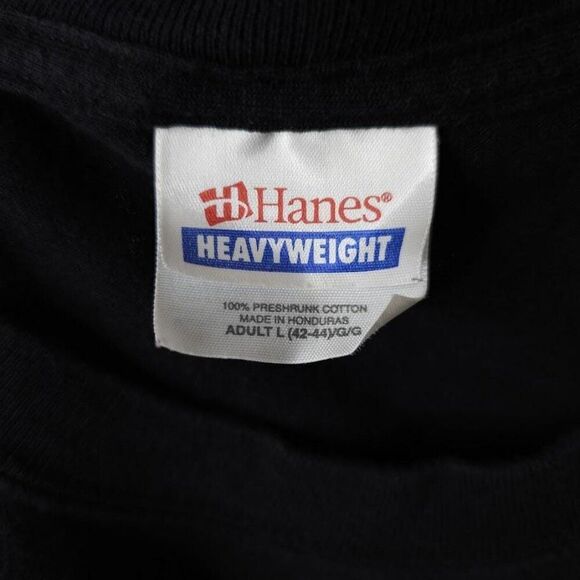 Hanes®
HEAVYWEIGHT
100% PRESHRUNK COTTON
MADE IN HONDURAS
ADULT L (42-44)/G/G